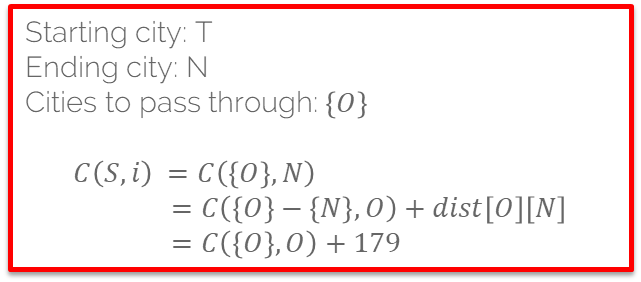 Starting city: T
Ending city: N
Cities to pass through: {O}
C(S, i) = C({O}, N)
= C({O} − {N}, O) + dist[O][N]
= C({O}, O) + 179